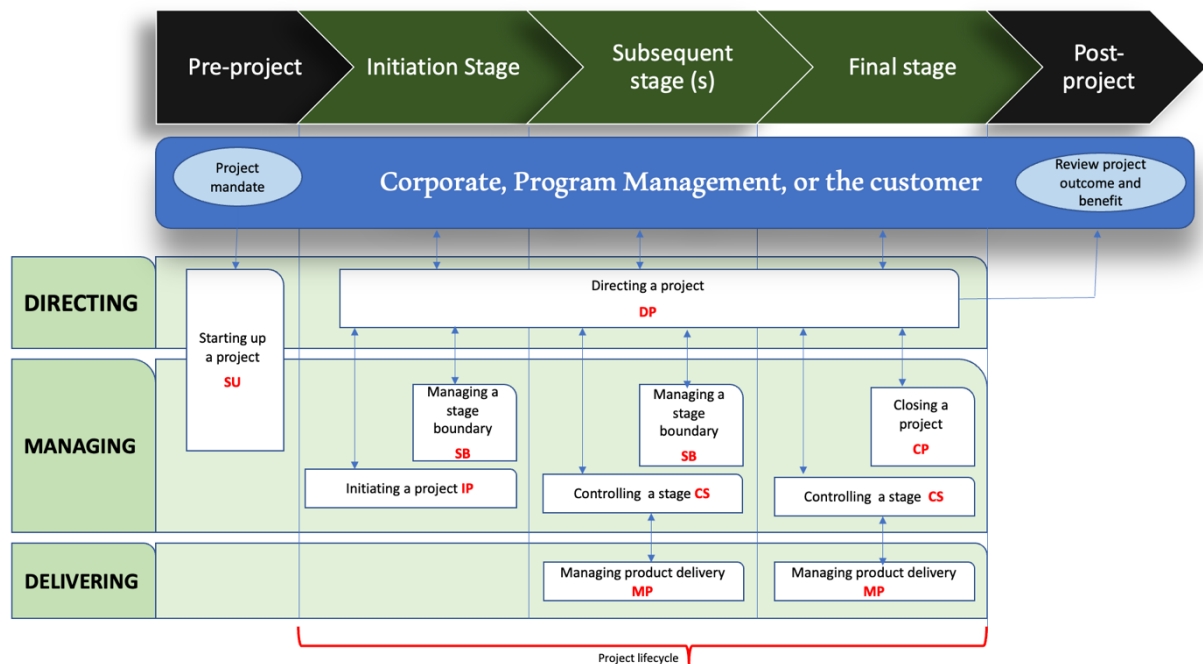 Pre-project
Initiation Stage
Subsequent
stage (s)
Final stage
Post-
project
Project
mandate
Corporate, Program Management, or the customer
Review project
outcome and
benefit
DIRECTING
Directing a project
DP
Starting up
a project
SU
MANAGING
Managing a
stage
boundary
SB
Managing a
stage
boundary
SB
Closing a
project
CP
Initiating a project IP
Controlling a stage CS
Controlling a stage CS
DELIVERING
Managing product delivery
MP
Managing product delivery
MP
Project lifecycle